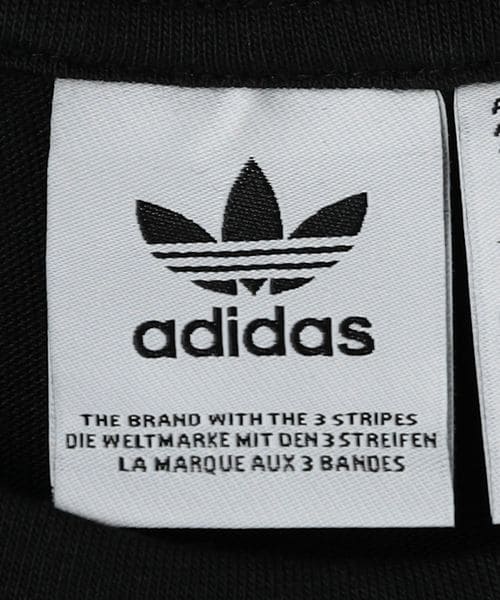 adidas
THE BRAND WITH THE 3 STRIPES
DIE WELTMARKE MIT DEN 3 STREIFEN
LA MARQUE AUX 3 BANDES